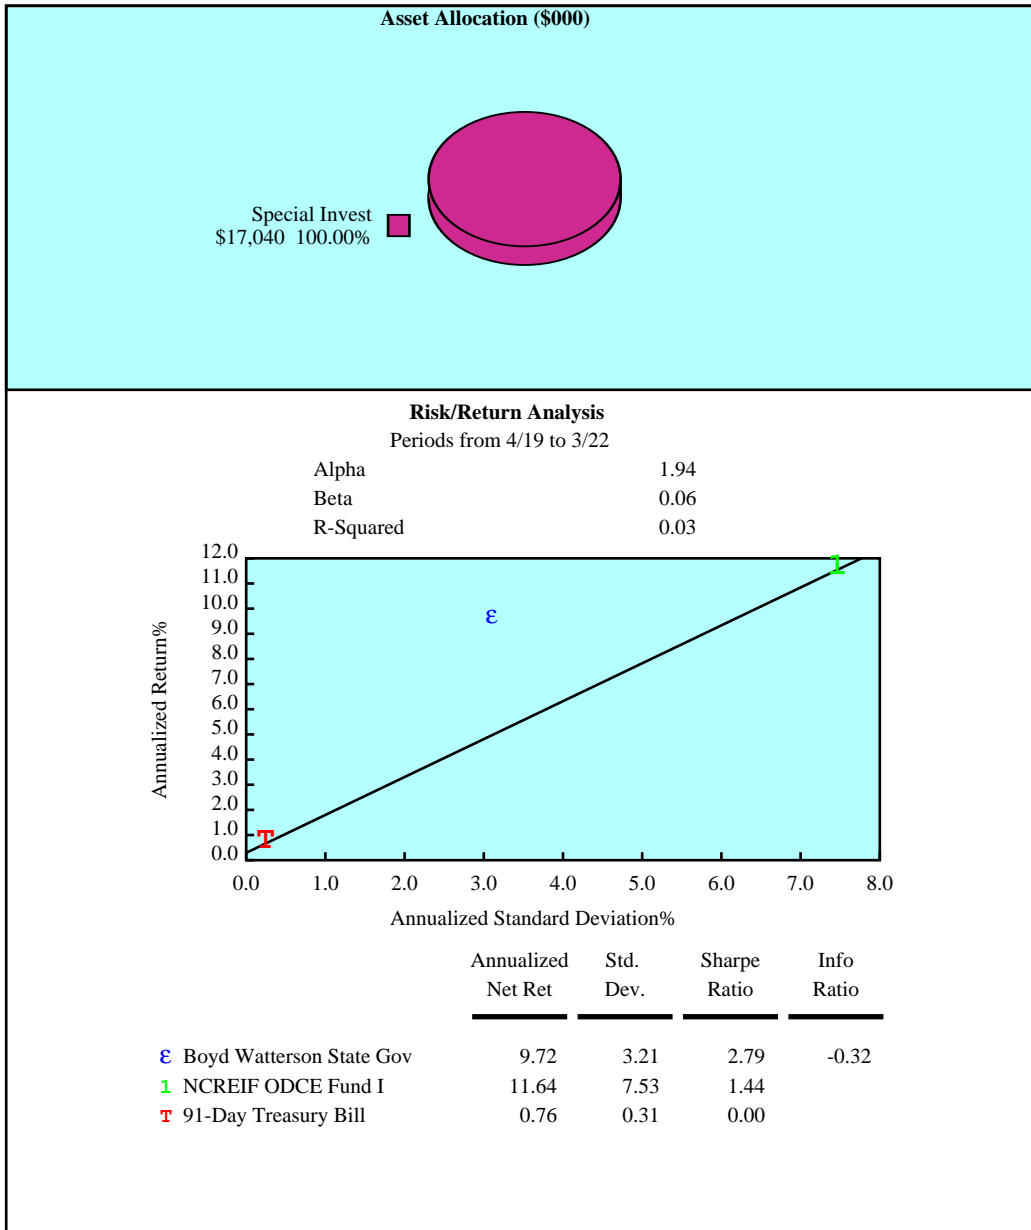 Asset Allocation ($000)
Special Invest
$17,040 100.00%
Risk/Return Analysis
Periods from 4/19 to 3/22
Alpha 1.94
Beta 0.06
R-Squared 0.03
12.0
11.0
10.0
9.0
8.0
7.0
6.0
5.0
4.0
3.0
2.0
1.0
0.0
Annualized Return%
ε
1
T
0.0 1.0 2.0 3.0 4.0 5.0 6.0 7.0 8.0
Annualized Standard Deviation%
Annualized Std. Sharpe Info
Net Ret Dev. Ratio Ratio
ε Boyd Watterson State Gov 9.72 3.21 2.79 -0.32
1 NCREIF ODCE Fund I 11.64 7.53 1.44
T 91-Day Treasury Bill 0.76 0.31 0.00